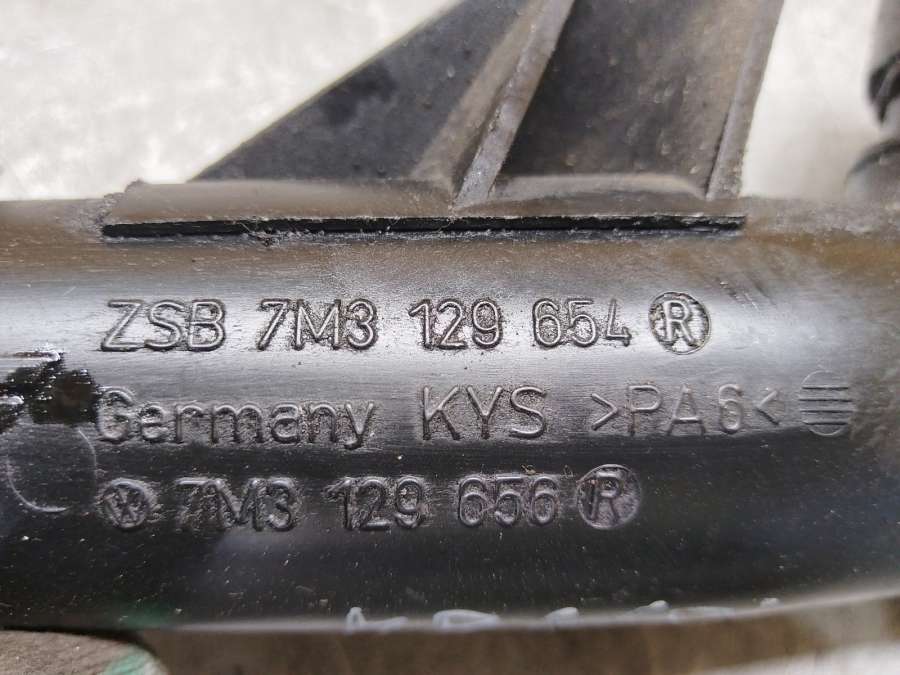 ZSB 7M3 129 654 ®
Germany KYS >PA6<
7M3 129 656 ®